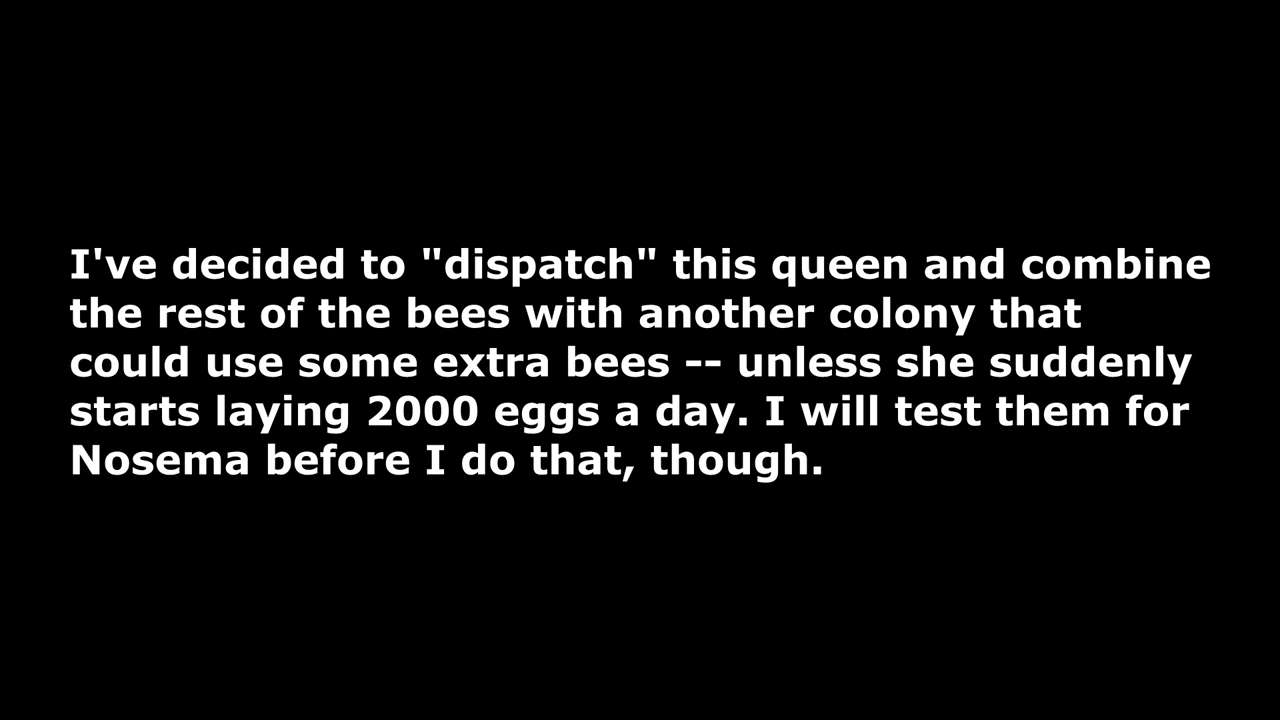 I've decided to "dispatch" this queen and combine
the rest of the bees with another colony that
could use some extra bees -- unless she suddenly
starts laying 2000 eggs a day. I will test them for
Nosema before I do that, though.